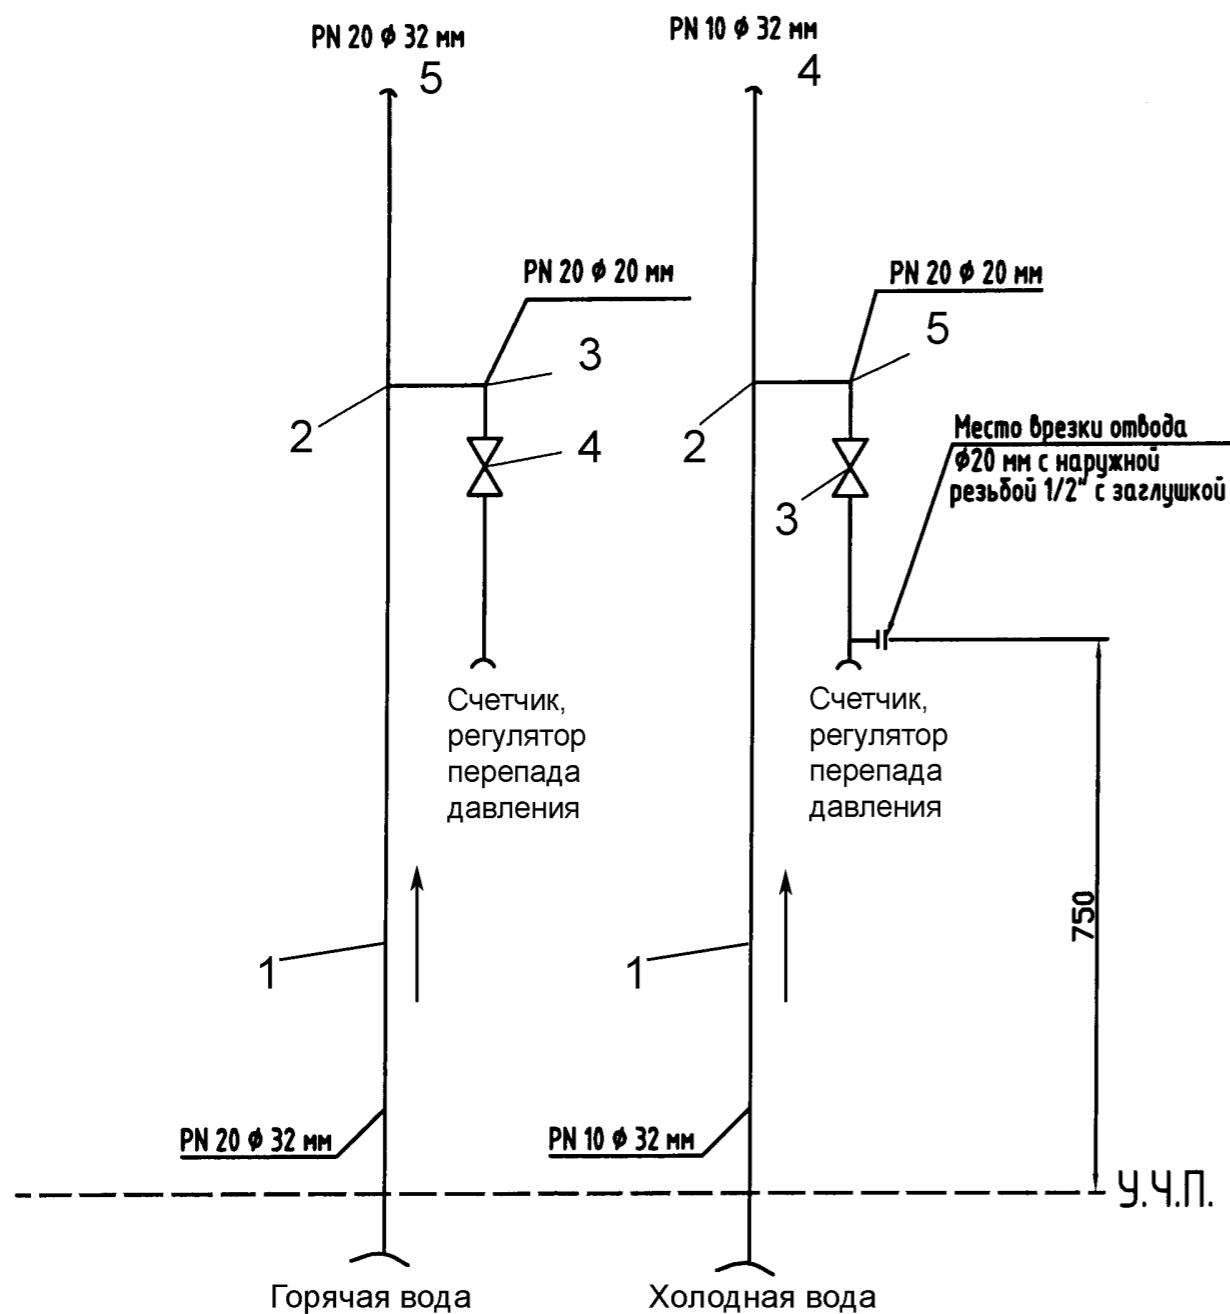 PN 20 ϕ 32 мм
5
PN 10 ϕ 32 мм
4
PN 20 ϕ 20 мм
3
2
4
PN 20 ϕ 20 мм
5
2
3
Место врезки отвода
ϕ20 мм с наружной
резьбой 1/2" с заглушкой
Счетчик,
регулятор
перепада
давления
Счетчик,
регулятор
перепада
давления
750
1
1
PN 20 ϕ 32 мм
PN 10 ϕ 32 мм
У.Ч.П.
Горячая вода
Холодная вода